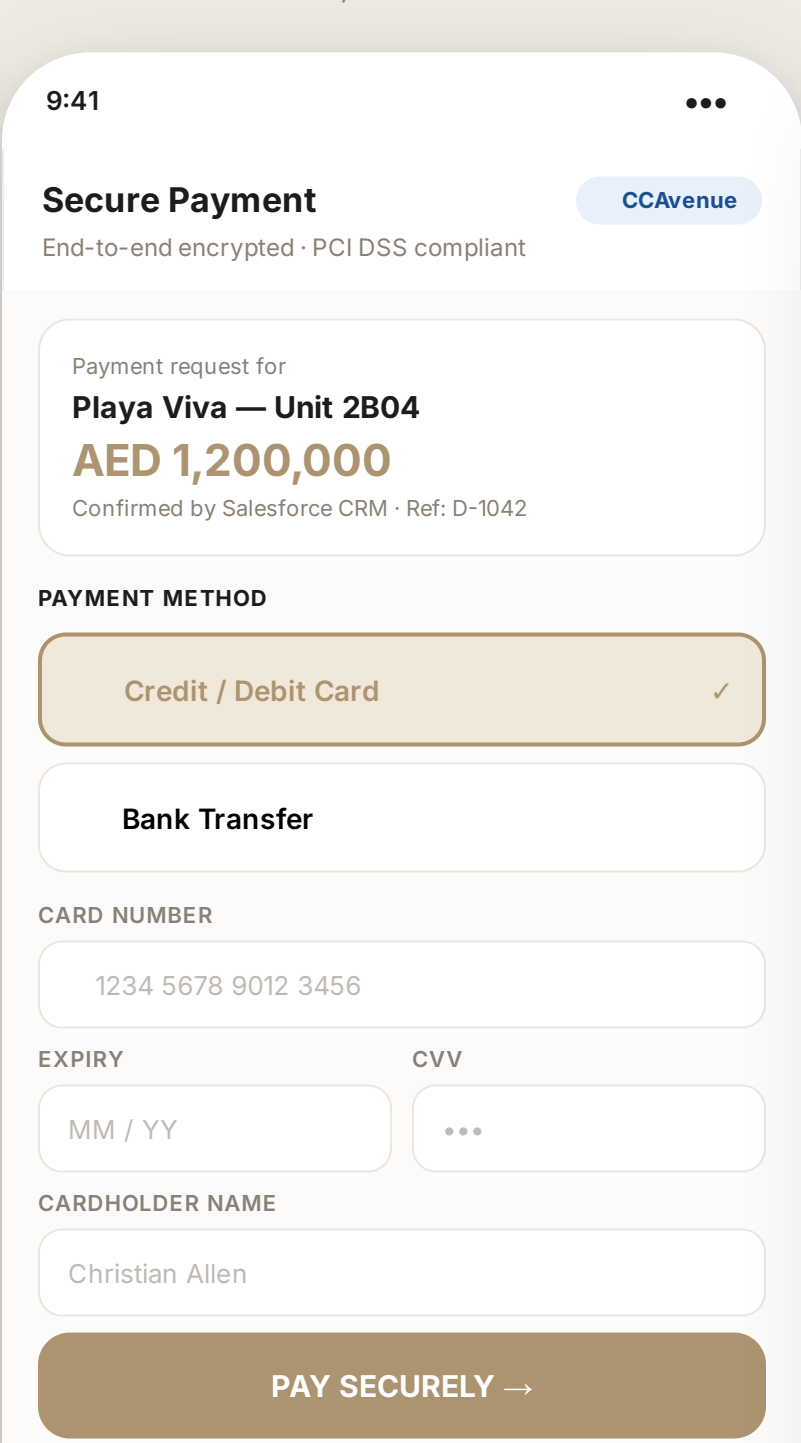 9:41
Secure Payment
CCAvenue
End-to-end encrypted · PCI DSS compliant
Payment request for
Playa Viva — Unit 2B04
AED 1,200,000
Confirmed by Salesforce CRM · Ref: D-1042
PAYMENT METHOD
Credit / Debit Card ✓
Bank Transfer
CARD NUMBER
1234 5678 9012 3456
EXPIRY CVV
MM / YY •••
CARDHOLDER NAME
Christian Allen
PAY SECURELY →